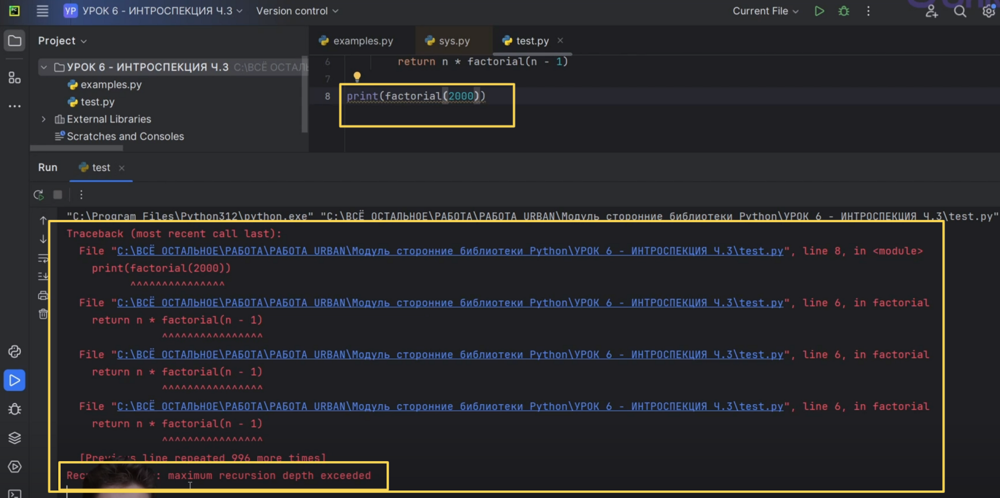 PC
УР УРОК 6 - ИНТРОСПЕКЦИЯ Ч.3 Version control Current File
Project
УРОК 6 - ИНТРОСПЕКЦИЯ Ч.3 C:\ВСЁ ОСТАЛЬ
examples.py
test.py
External Libraries
Scratches and Consoles
examples.py sys.py test.py
6 return n * factorial(n - 1)
7
8 print(factorial(2000))
Run test
"C:\Program Files\Python312\python.exe" "C:\ВСЁ ОСТАЛЬНОЕ\РАБОТА\РАБОТА URBAN\Модуль сторонние библиотеки Python\УРОК 6 - ИНТРОСПЕКЦИЯ Ч.3\test.py"
Traceback (most recent call last):
File "C:\ВСЁ ОСТАЛЬНОЕ\РАБОТА\РАБОТА URBAN\Модуль сторонние библиотеки Python\УРОК 6 - ИНТРОСПЕКЦИЯ Ч.3\test.py", line 8, in <module>
print(factorial(2000))
^^^^^^^^^^^^^^^
File "C:\ВСЁ ОСТАЛЬНОЕ\РАБОТА\РАБОТА URBAN\Модуль сторонние библиотеки Python\УРОК 6 - ИНТРОСПЕКЦИЯ Ч.3\test.py", line 6, in factorial
return n * factorial(n - 1)
^^^^^^^^^^^^^^^^
File "C:\ВСЁ ОСТАЛЬНОЕ\РАБОТА\РАБОТА URBAN\Модуль сторонние библиотеки Python\УРОК 6 - ИНТРОСПЕКЦИЯ Ч.3\test.py", line 6, in factorial
return n * factorial(n - 1)
^^^^^^^^^^^^^^^^
File "C:\ВСЁ ОСТАЛЬНОЕ\РАБОТА\РАБОТА URBAN\Модуль сторонние библиотеки Python\УРОК 6 - ИНТРОСПЕКЦИЯ Ч.3\test.py", line 6, in factorial
return n * factorial(n - 1)
^^^^^^^^^^^^^^^^
[Previous line repeated 996 more times]
: maximum recursion depth exceeded